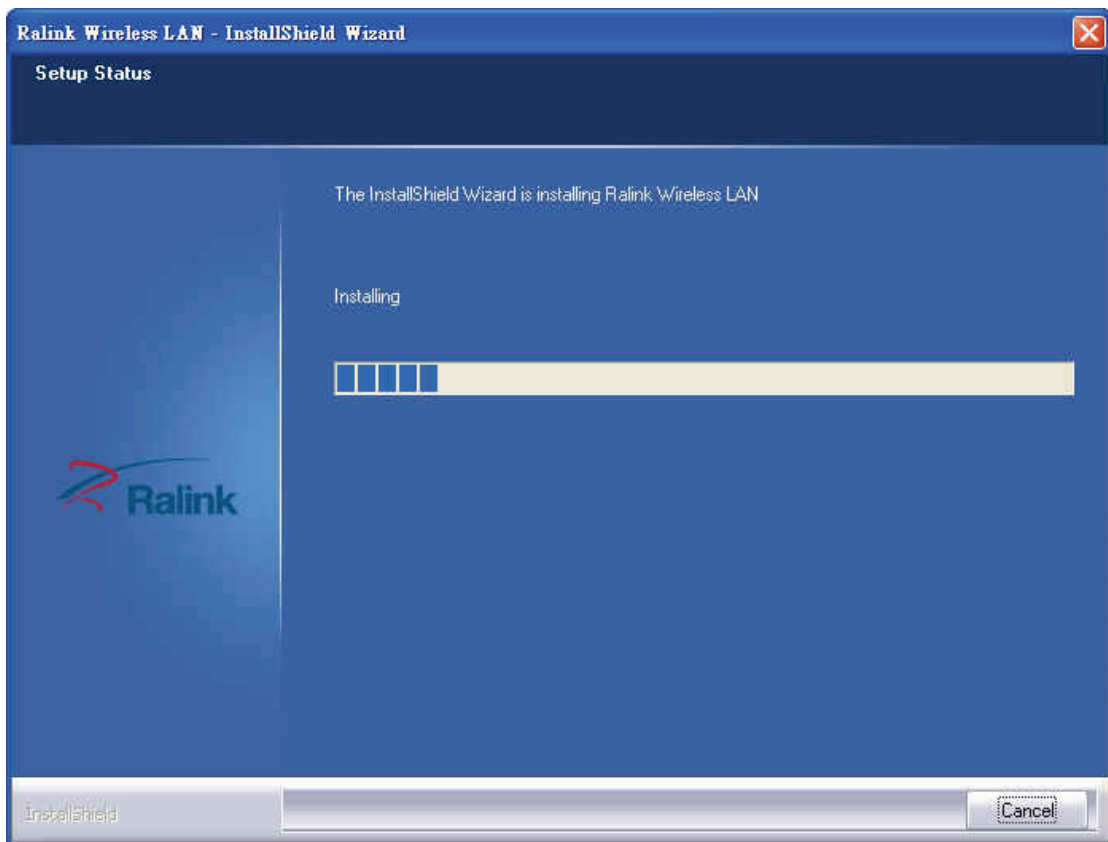 Ralink Wireless LAN - InstallShield Wizard
Setup Status
The InstallShield Wizard is installing Ralink Wireless LAN
Installing
Ralink
InstallShield
Cancel